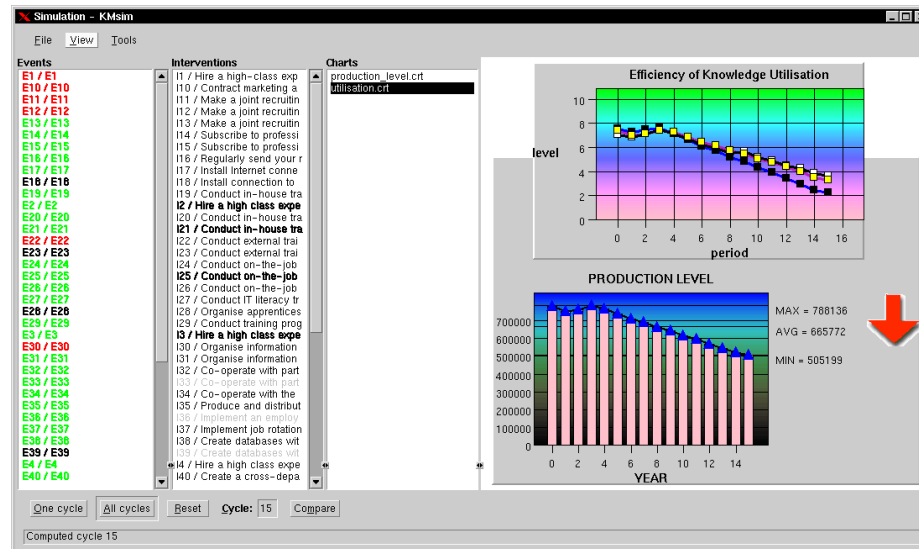 Simulation - KMsim
File View Tools
Events
E1 / E1
E10 / E10
E11 / E11
E12 / E12
E13 / E13
E14 / E14
E15 / E15
E16 / E16
E17 / E17
E18 / E18
E19 / E19
E2 / E2
E20 / E20
E21 / E21
E22 / E22
E23 / E23
E24 / E24
E25 / E25
E26 / E26
E27 / E27
E28 / E28
E29 / E29
E3 / E3
E30 / E30
E31 / E31
E32 / E32
E33 / E33
E34 / E34
E35 / E35
E36 / E36
E37 / E37
E38 / E38
E39 / E39
E4 / E4
E40 / E40
Interventions
I1 / Hire a high-class exp
I10 / Contract marketing a
I11 / Make a joint recruitin
I12 / Make a joint recruitin
I13 / Make a joint recruitin
I14 / Subscribe to professi
I15 / Subscribe to professi
I16 / Regularly send your r
I17 / Install Internet conne
I18 / Install connection to
I19 / Conduct in-house tra
I2 / Hire a high class expe
I20 / Conduct in-house tra
I21 / Conduct in-house tra
I22 / Conduct external trai
I23 / Conduct external trai
I24 / Conduct on-the-job
I25 / Conduct on-the-job
I26 / Conduct on-the-job
I27 / Conduct IT literacy tr
I28 / Organise apprentices
I29 / Conduct training prog
I3 / Hire a high class expe
I30 / Organise information
I31 / Organise information
I32 / Co-operate with part
I33 / Co-operate with part
I34 / Co-operate with the
I35 / Produce and distribut
I36 / Implement an employ
I37 / Implement job rotation
I38 / Create databases wit
I39 / Create databases wit
I4 / Hire a high class expe
I40 / Create a cross-depa
Charts
production_level.crt
utilisation.crt
Efficiency of Knowledge Utilisation
10
8
6
4
2
0
level
0 2 4 6 8 10 12 14 16
period
PRODUCTION LEVEL
700000
600000
500000
400000
300000
200000
100000
0
0 2 4 6 8 10 12 14
YEAR
MAX = 788136
AVG = 665772
MIN = 505199
One cycle All cycles Reset Cycle: 15 Compare
Computed cycle 15